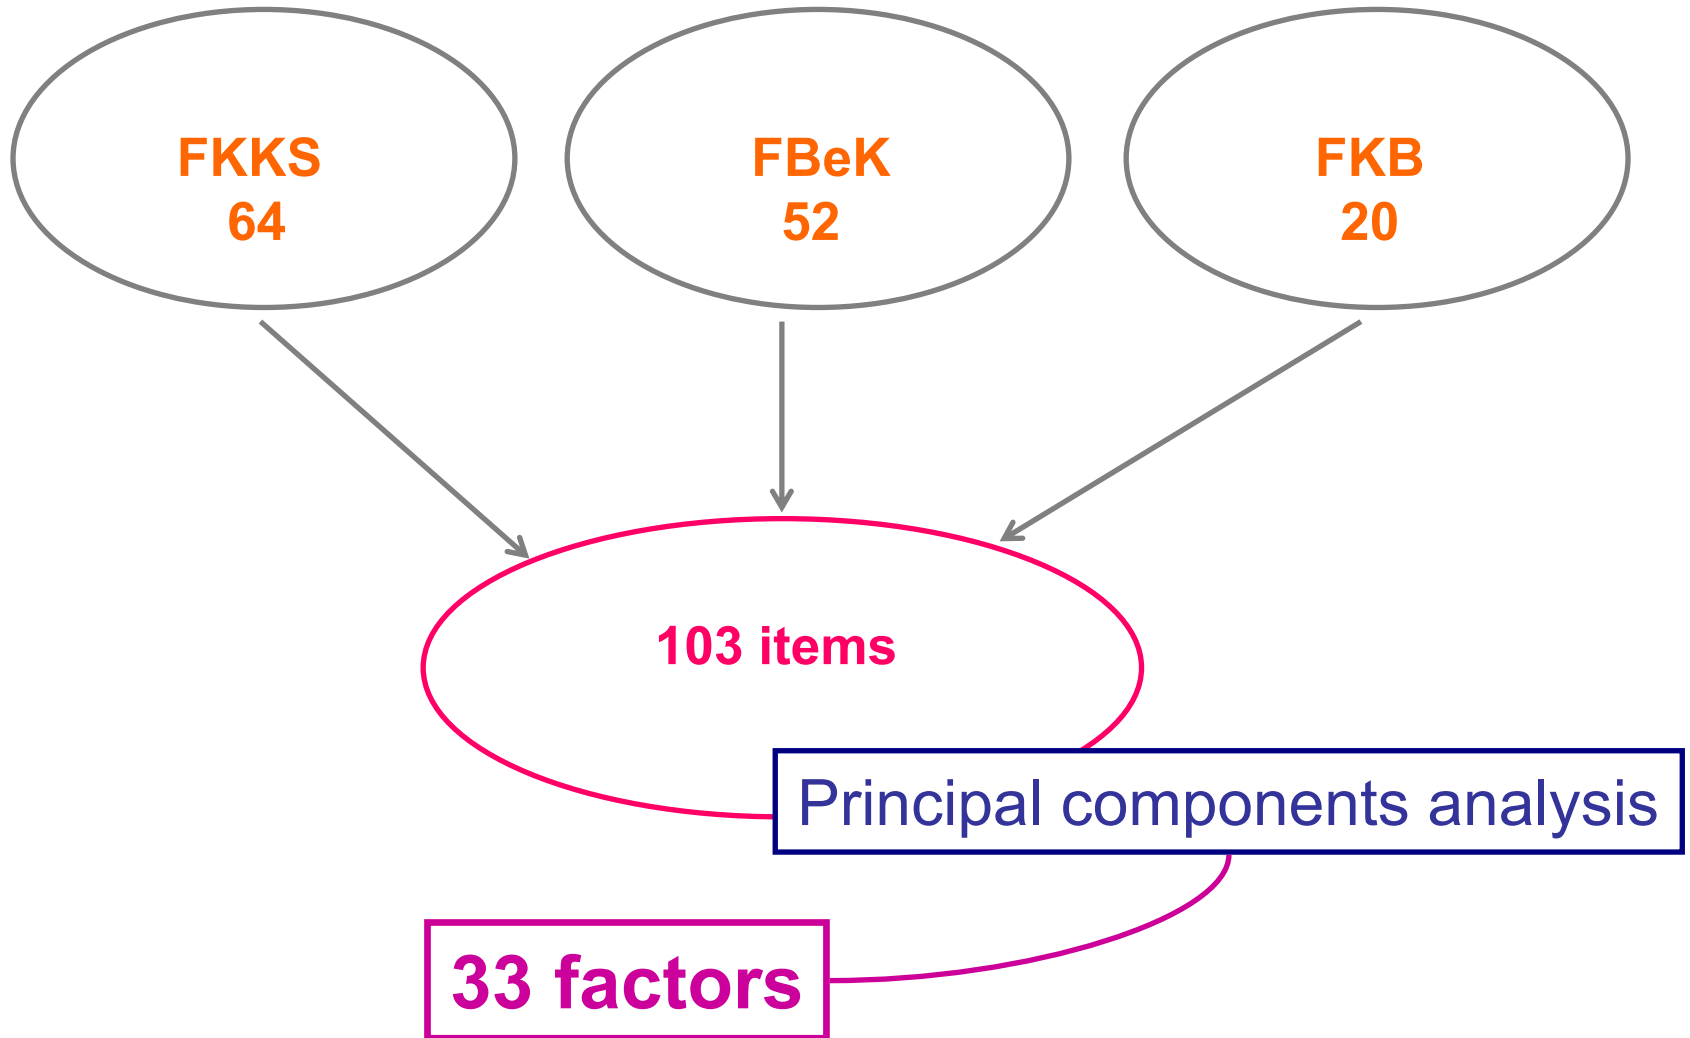 FKKS
64
FBeK
52
FKB
20
103 items
Principal components analysis
33 factors